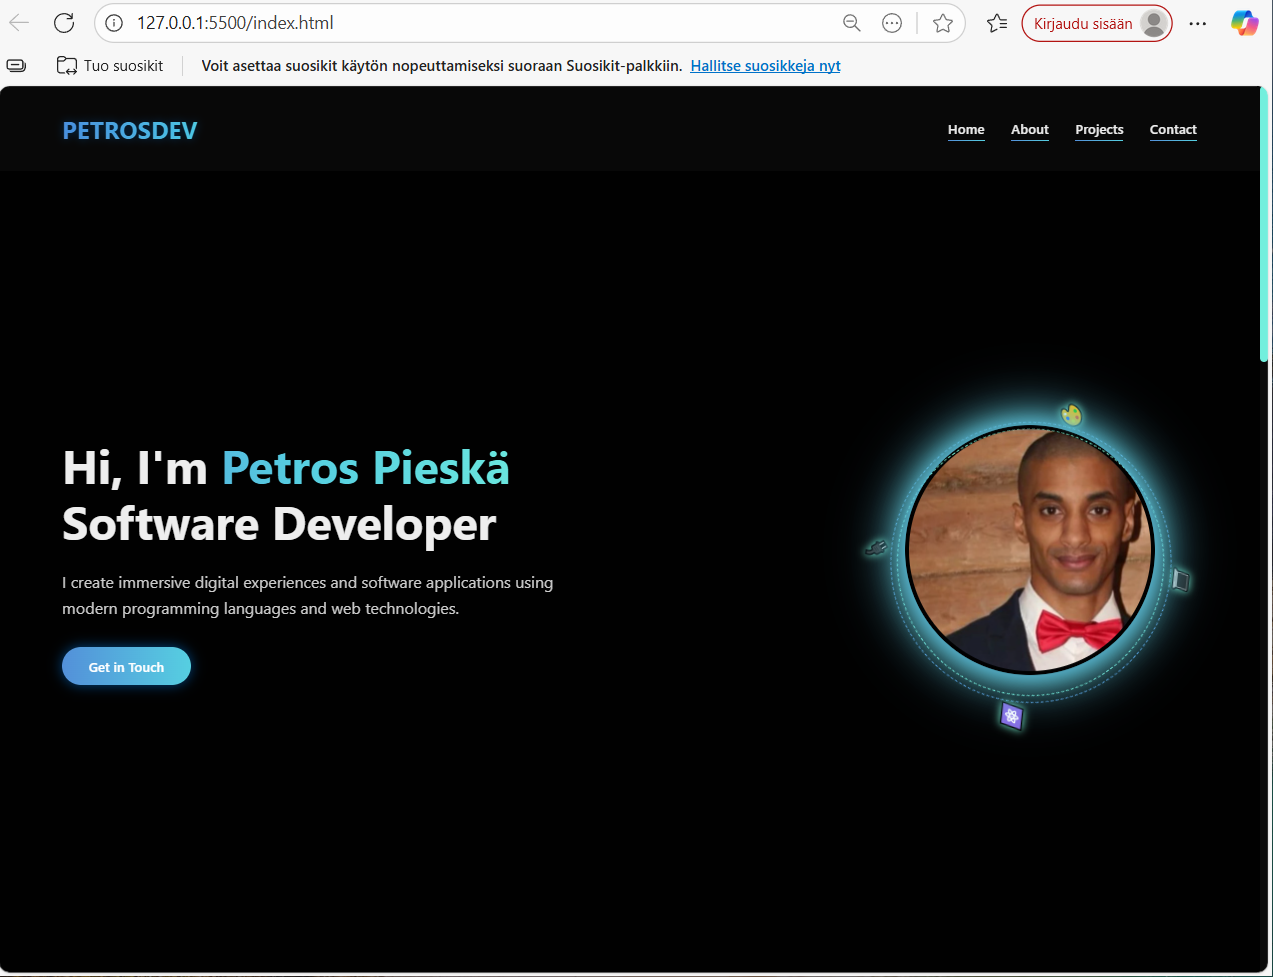 127.0.0.1:5500/index.html
Kirjaudu sisään
Tuo suosikit
Voit asettaa suosikit käytön nopeuttamiseksi suoraan Suosikit-palkkiin. Hallitse suosikkeja nyt
PETROSDEV
Home About Projects Contact
Hi, I'm Petros Pieskä
Software Developer
I create immersive digital experiences and software applications using
modern programming languages and web technologies.
Get in Touch